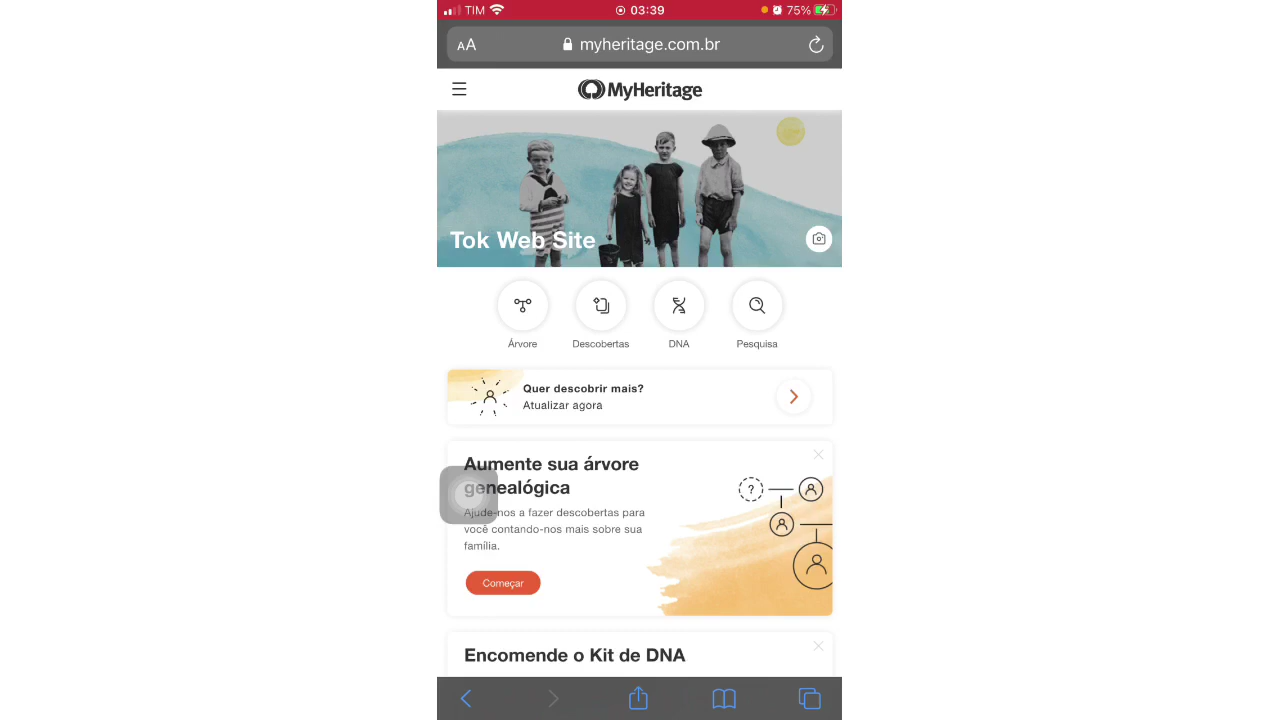 TIM 03:39 75%
AA myheritage.com.br
MyHeritage
Tok Web Site
Árvore Descobertas DNA Pesquisa
Quer descobrir mais?
Atualizar agora
Aumente sua árvore
genealógica
?
Ajude-nos a fazer descobertas para
você contando-nos mais sobre sua
família.
Começar
Encomende o Kit de DNA